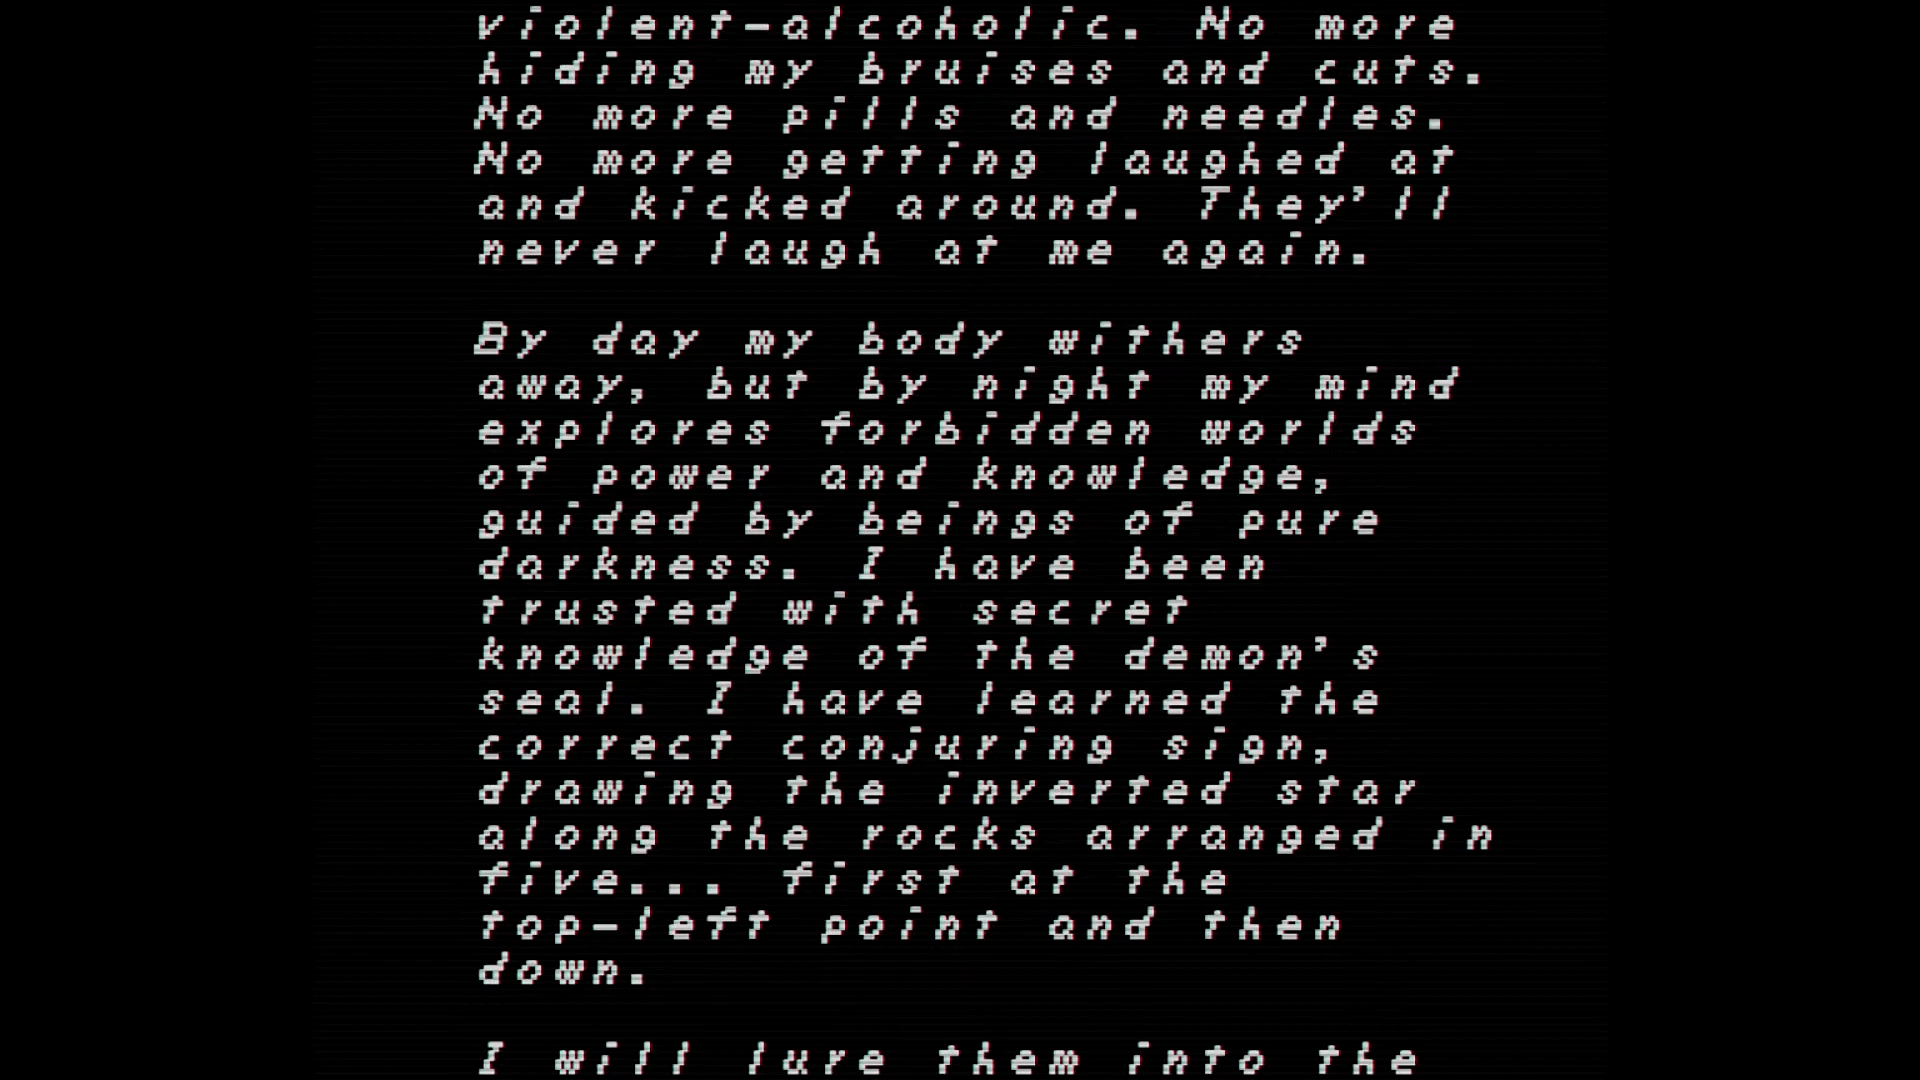 violent-alcoholic. No more
hiding my bruises and cuts.
No more pills and needles.
No more getting laughed at
and kicked around. They'll
never laugh at me again.
By day my body withers
away, but by night my mind
explores forbidden worlds
of power and knowledge,
guided by beings of pure
darkness. I have been
trusted with secret
knowledge of the demon's
seal. I have learned the
correct conjuring sign,
drawing the inverted star
along the rocks arranged in
five... first at the
top-left point and then
down.
I will lure them into the